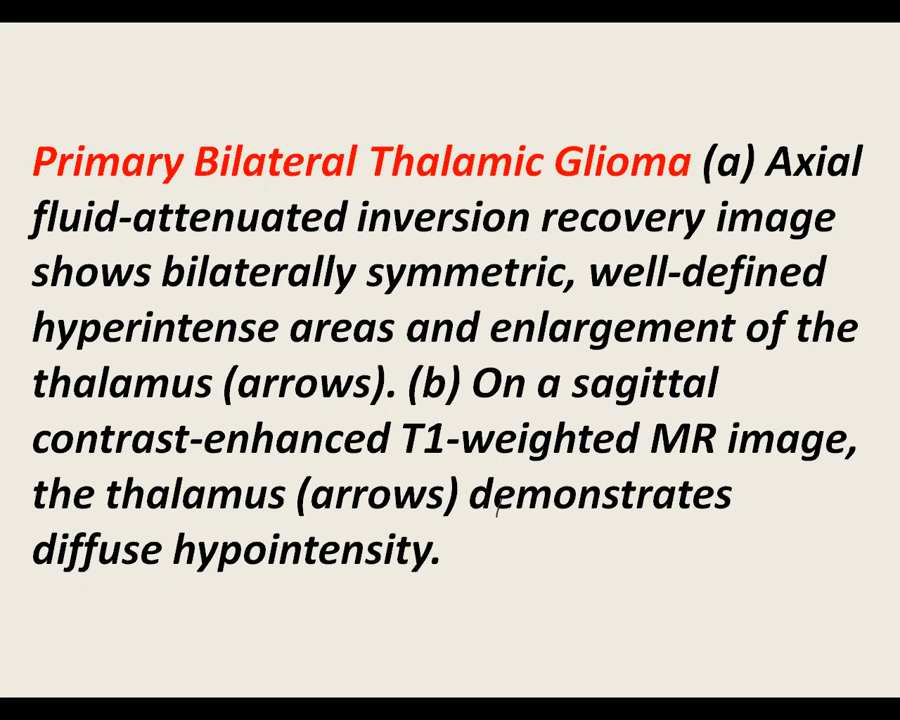 Primary Bilateral Thalamic Glioma (a) Axial
fluid-attenuated inversion recovery image
shows bilaterally symmetric, well-defined
hyperintense areas and enlargement of the
thalamus (arrows). (b) On a sagittal
contrast-enhanced T1-weighted MR image,
the thalamus (arrows) demonstrates
diffuse hypointensity.